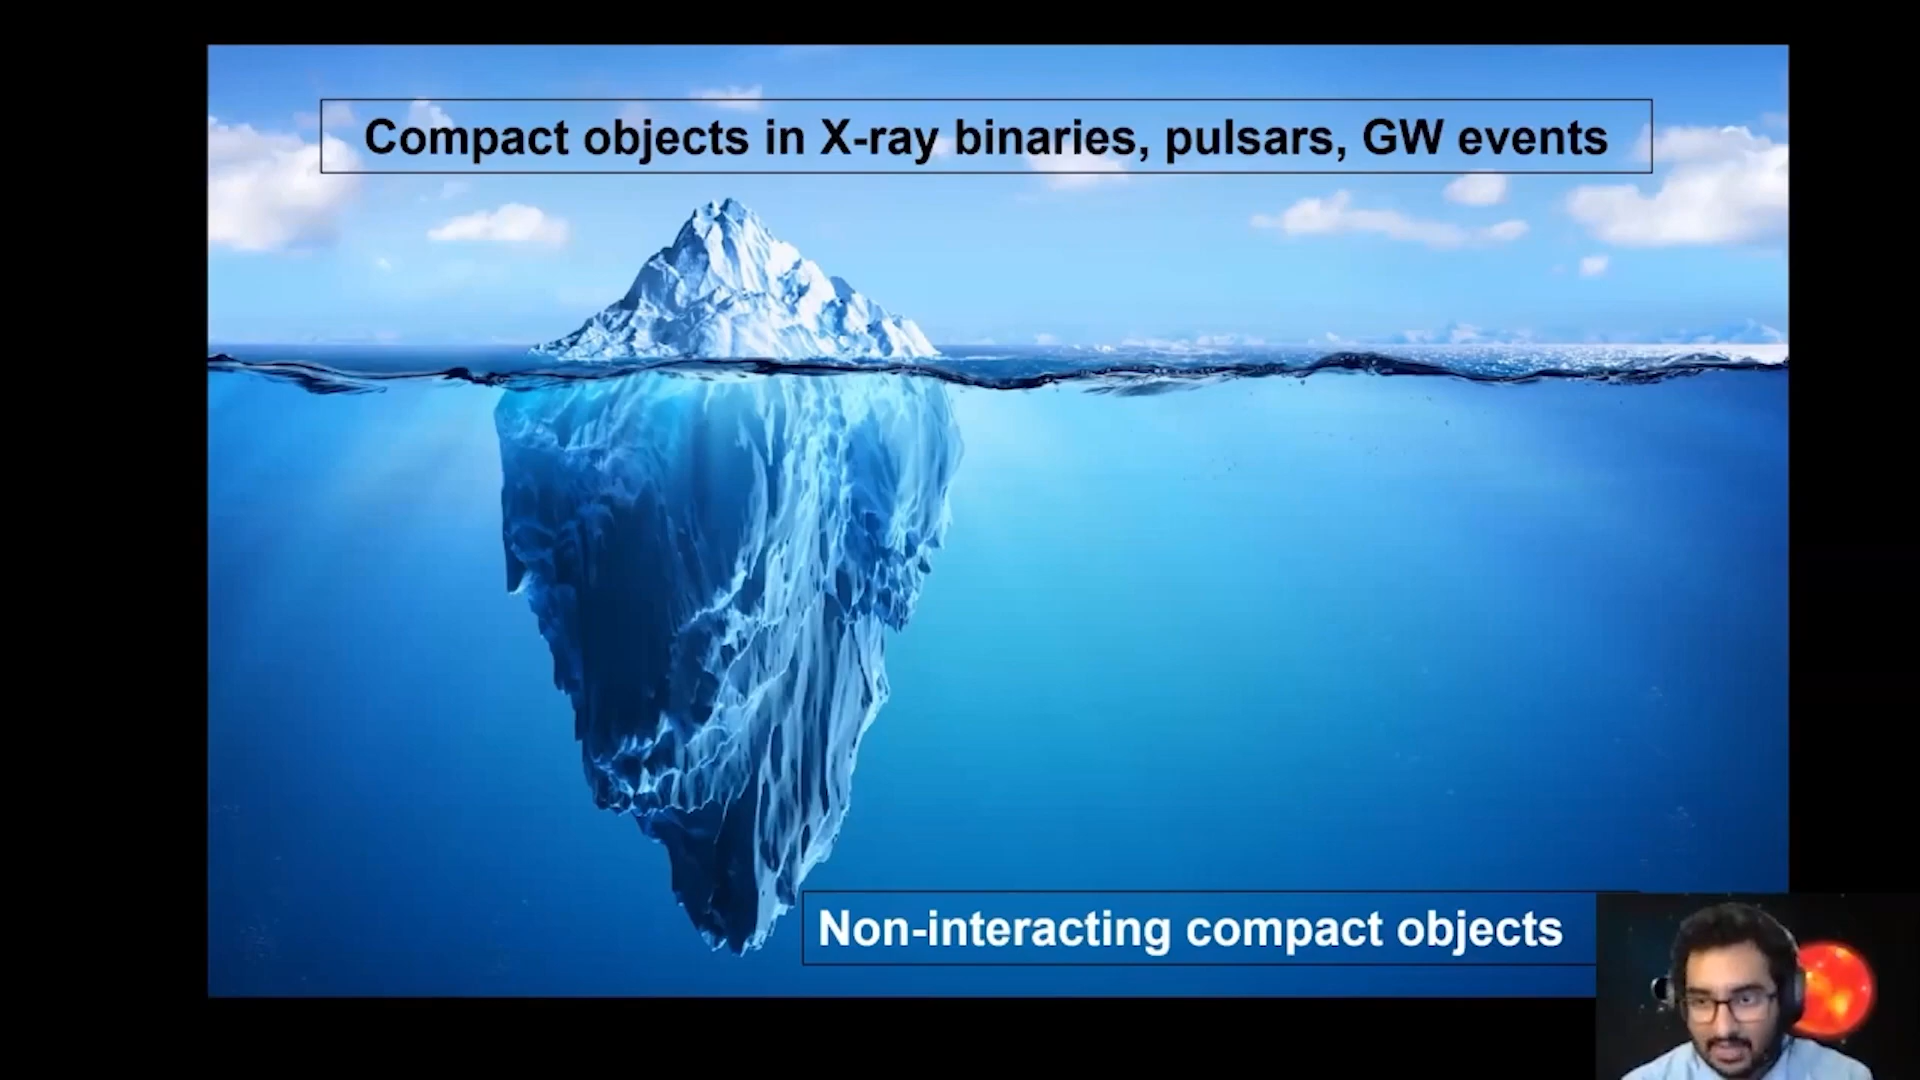 Compact objects in X-ray binaries, pulsars, GW events
Non-interacting compact objects